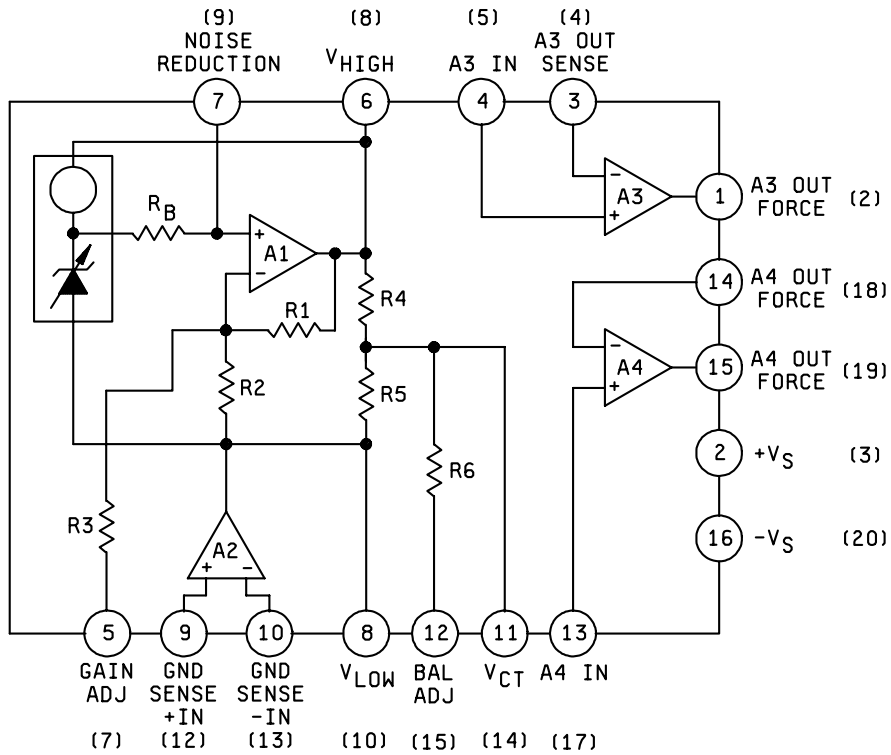 (9)
NOISE
REDUCTION
(8)
VHIGH
(5)
A3 IN
(4)
A3 OUT
SENSE
7
6
4
3
RB
+
A1
−
−
A3
+
1
A3 OUT
FORCE
(2)
14
A4 OUT
FORCE
(18)
R1
R4
R2
R5
−
A4
+
15
A4 OUT
FORCE
(19)
R6
2
+VS
(3)
R3
A2
+
−
16
−VS
(20)
5
9
10
8
12
11
13
GAIN
ADJ
GND
SENSE
+IN
GND
SENSE
−IN
VLOW
BAL
ADJ
VCT
A4 IN
(7)
(12)
(13)
(10)
(15)
(14)
(17)